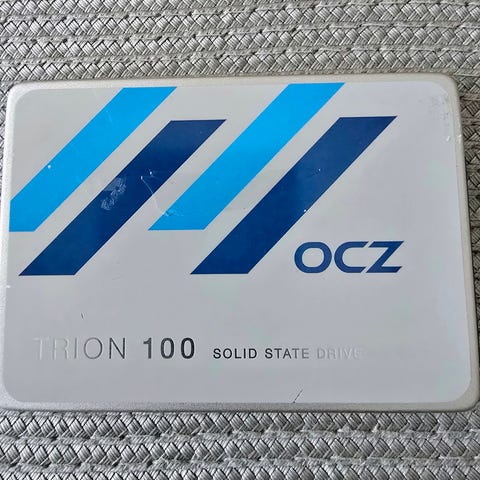 OCZ
TRION 100 SOLID STATE DRIVE